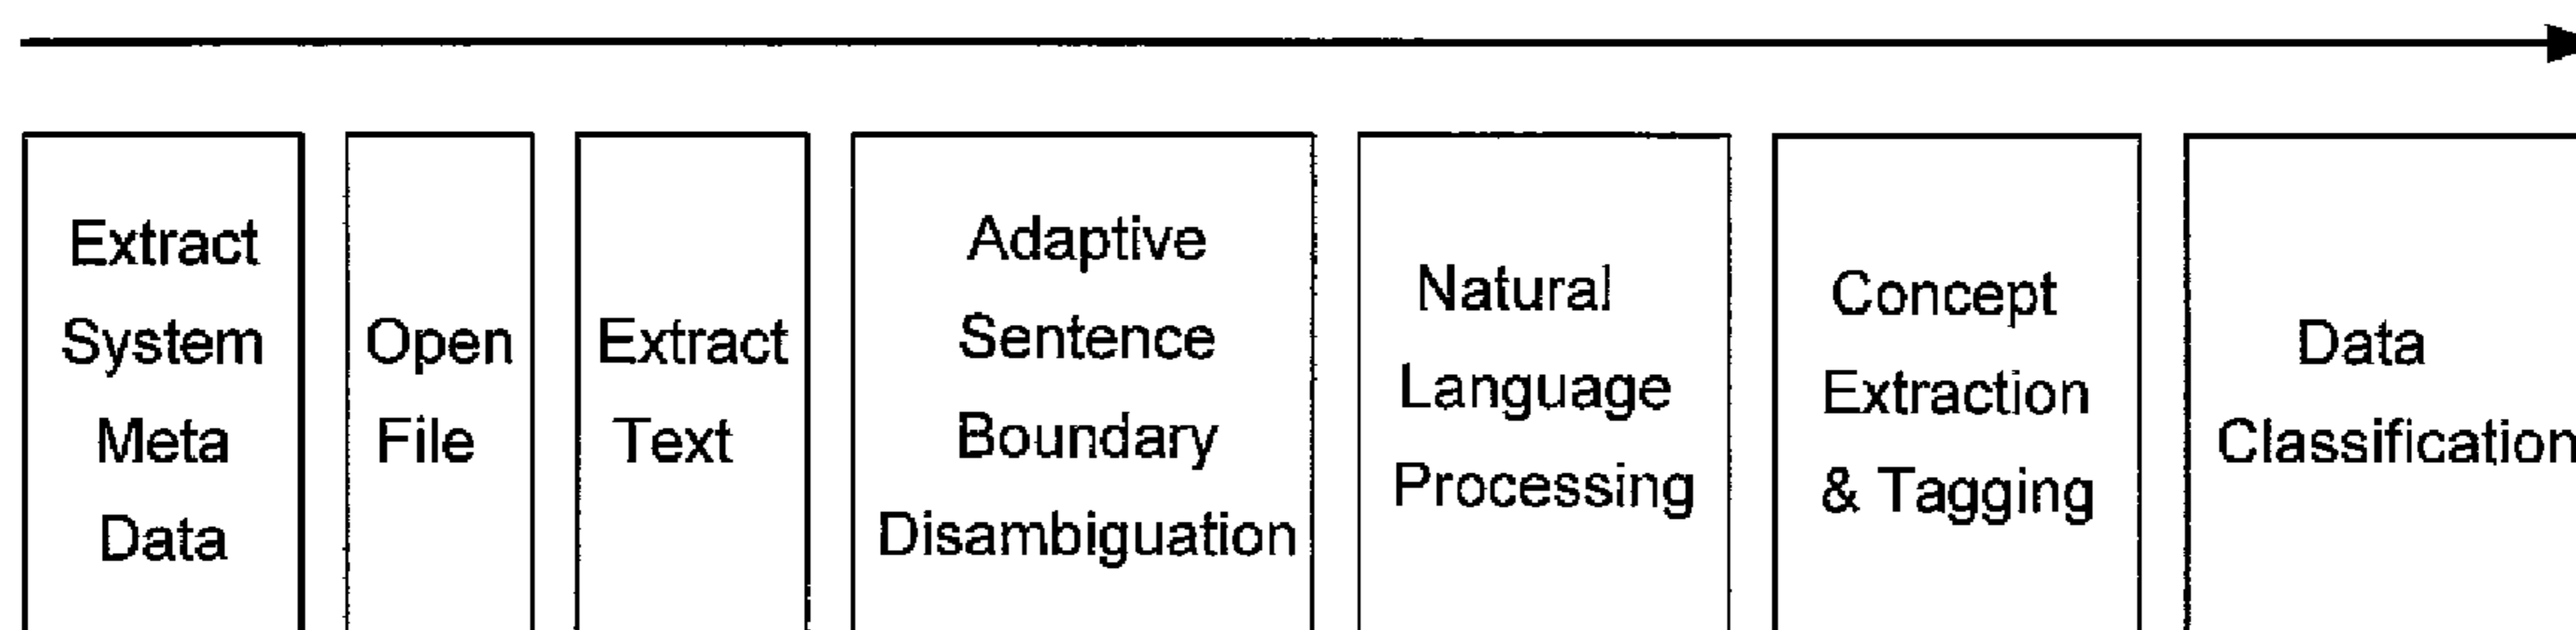 Extract
System
Meta
Data
Open
File
Extract
Text
Adaptive
Sentence
Boundary
Disambiguation
Natural
Language
Processing
Concept
Extraction
& Tagging
Data
Classification